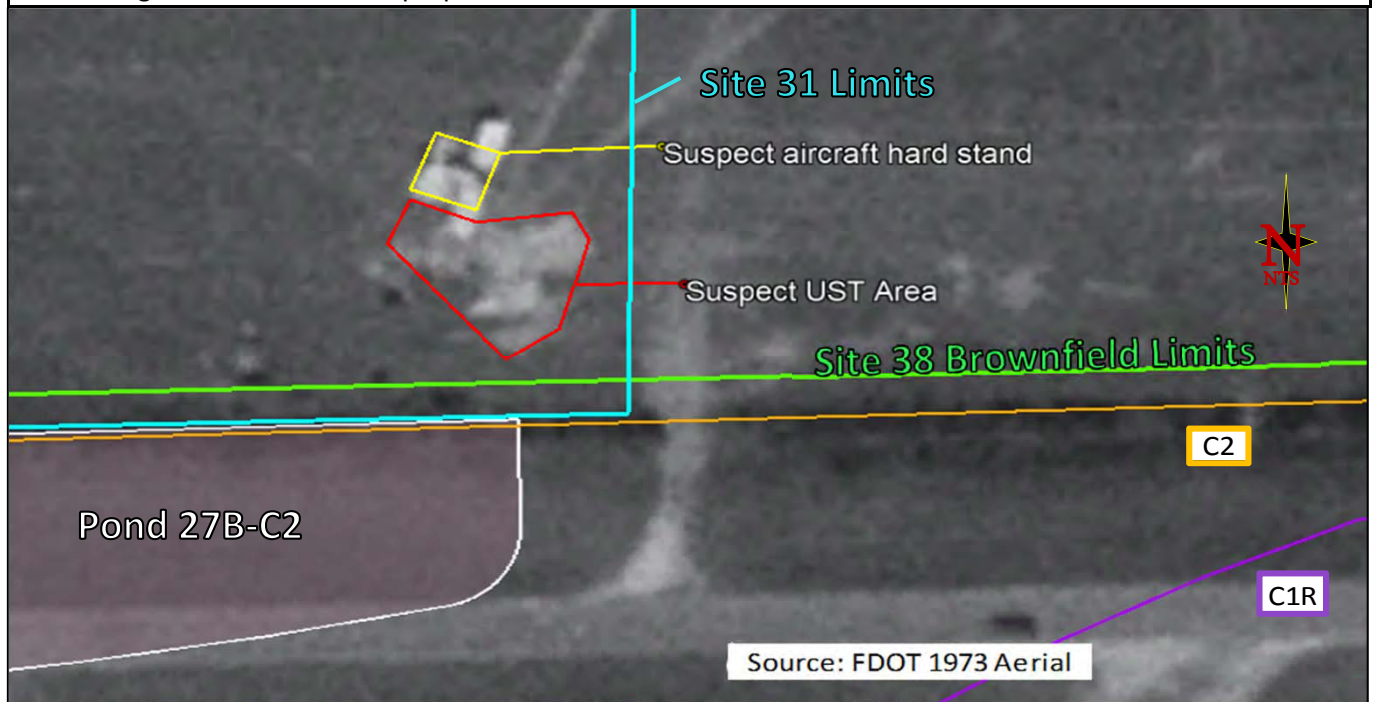 Site 31 Limits
Suspect aircraft hard stand
N
NTS
Suspect UST Area
Site 38 Brownfield Limits
C2
Pond 27B-C2
C1R
Source: FDOT 1973 Aerial